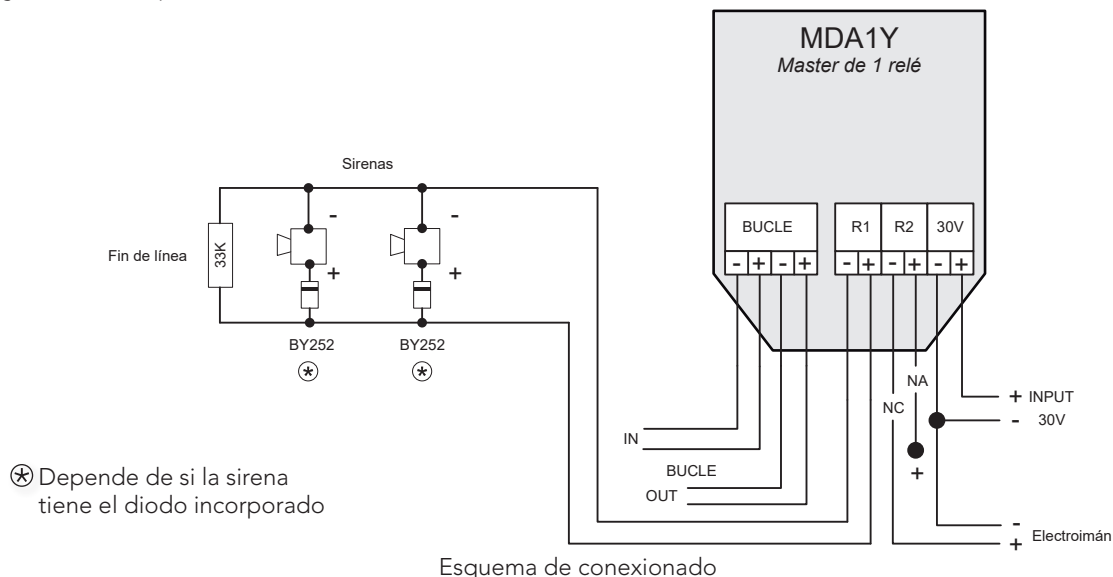 MDA1Y
Master de 1 relé
BUCLE
R1
R2
30V
- + - +
- + - + - +
Sirenas
-
-
Fin de línea
33K
+
+
BY252
BY252
*
*
NA
NC
+ INPUT
- 30V
IN
+
BUCLE
OUT
* Depende de si la sirena
tiene el diodo incorporado
-
+ Electroimán
Esquema de conexionado